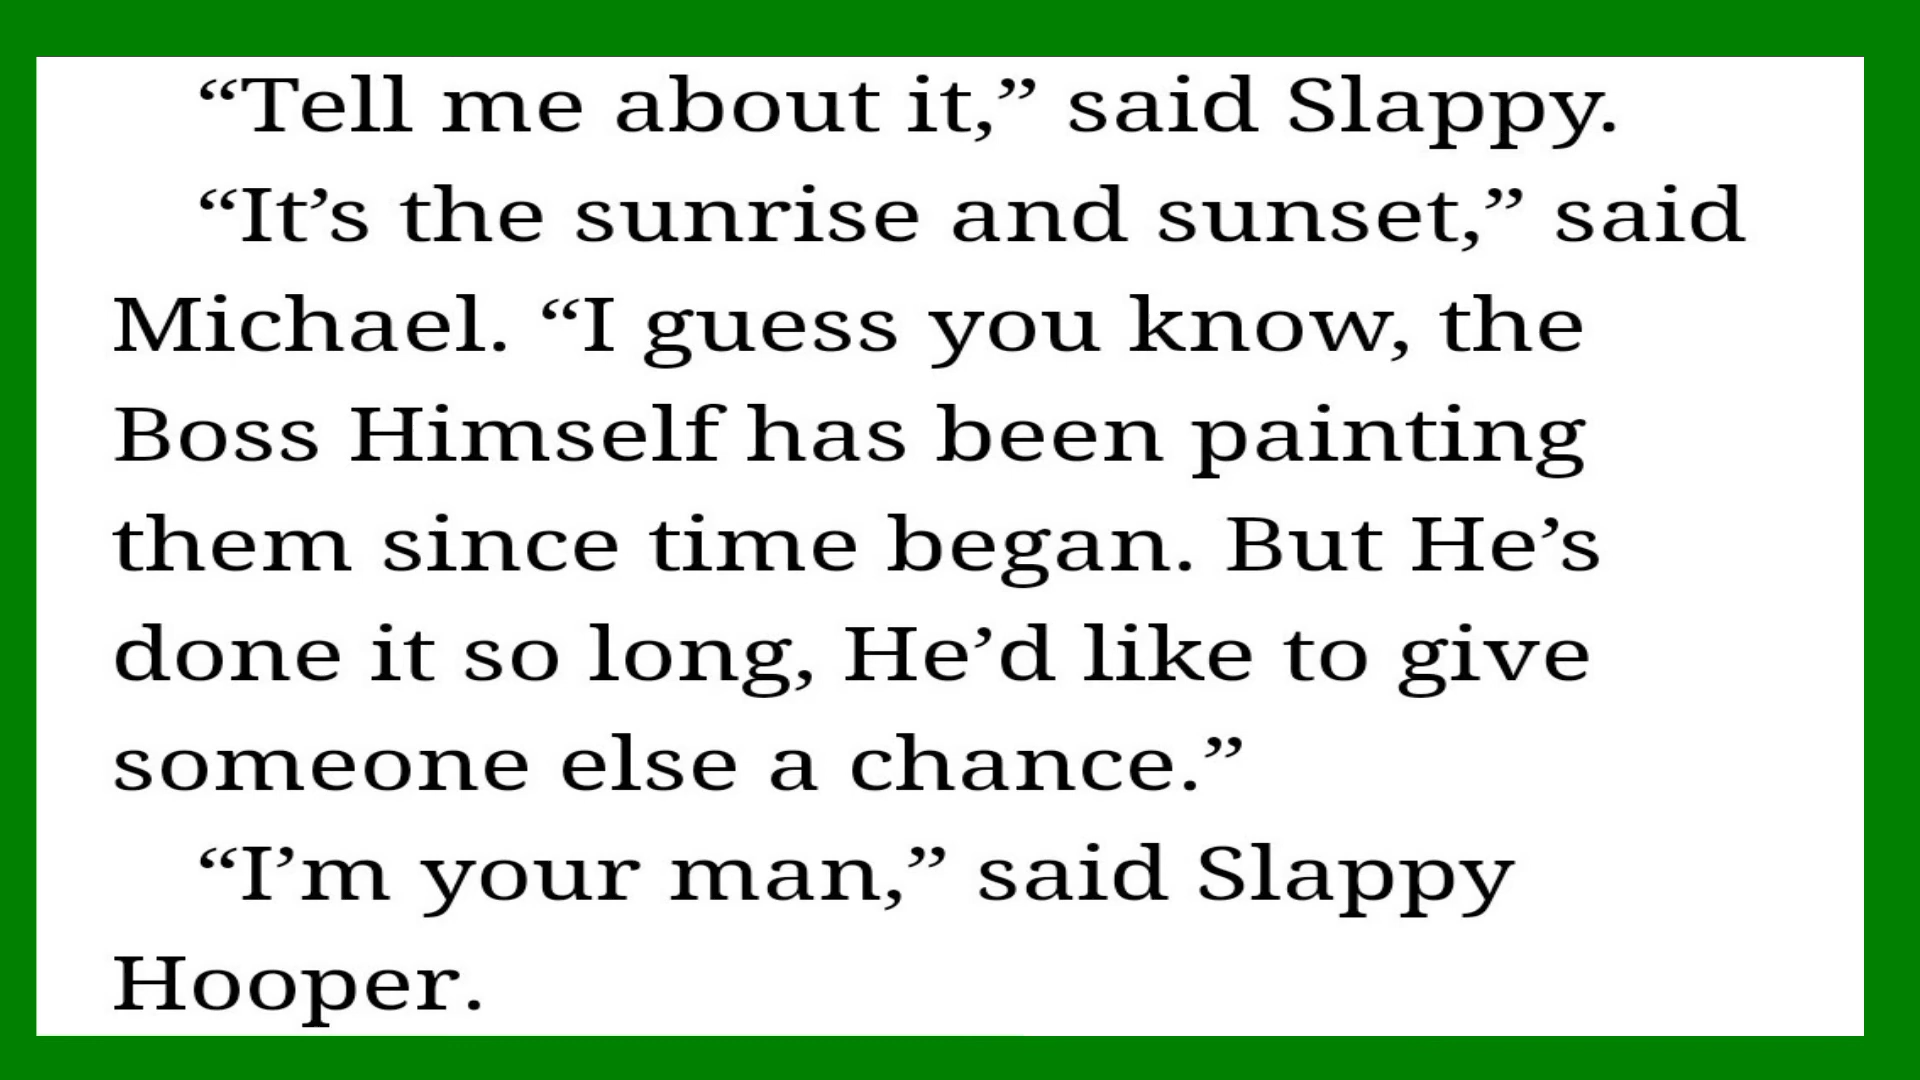 “Tell me about it,” said Slappy.
“It’s the sunrise and sunset,” said
Michael. “I guess you know, the
Boss Himself has been painting
them since time began. But He’s
done it so long, He’d like to give
someone else a chance.”
“I’m your man,” said Slappy
Hooper.